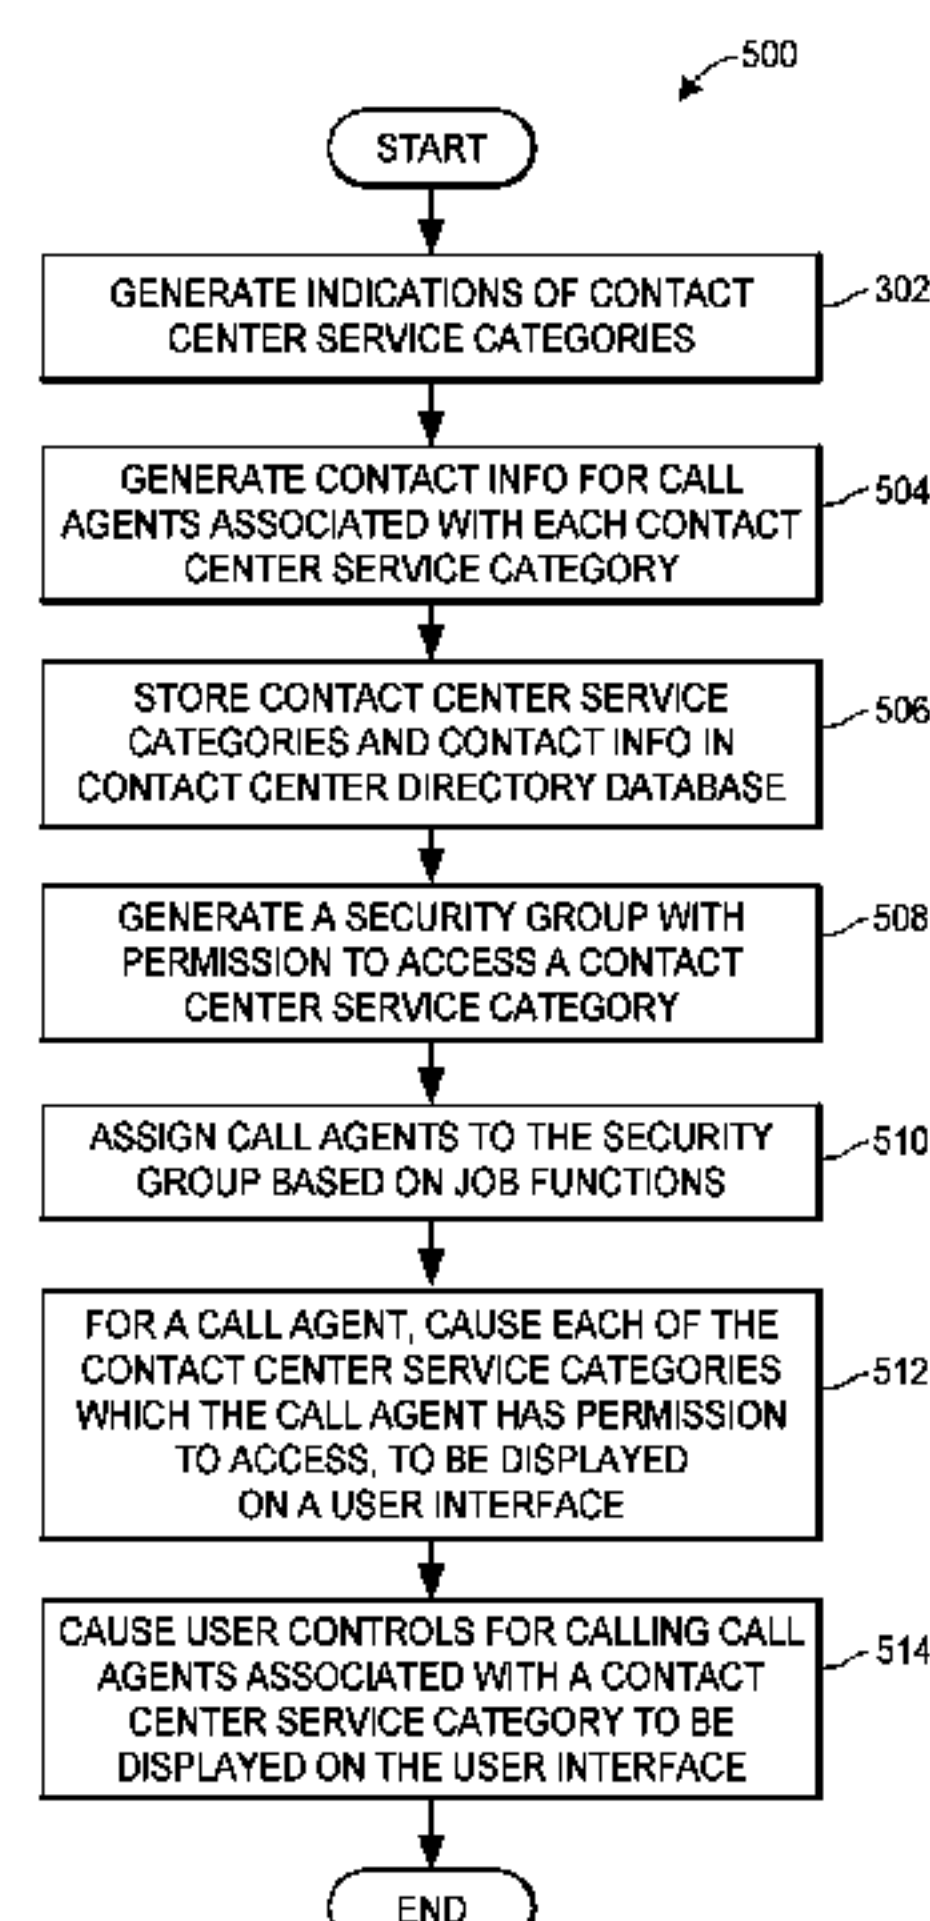 500
START
GENERATE INDICATIONS OF CONTACT
CENTER SERVICE CATEGORIES
302
GENERATE CONTACT INFO FOR CALL
AGENTS ASSOCIATED WITH EACH CONTACT
CENTER SERVICE CATEGORY
504
STORE CONTACT CENTER SERVICE
CATEGORIES AND CONTACT INFO IN
CONTACT CENTER DIRECTORY DATABASE
506
GENERATE A SECURITY GROUP WITH
PERMISSION TO ACCESS A CONTACT
CENTER SERVICE CATEGORY
508
ASSIGN CALL AGENTS TO THE SECURITY
GROUP BASED ON JOB FUNCTIONS
510
FOR A CALL AGENT, CAUSE EACH OF THE
CONTACT CENTER SERVICE CATEGORIES
WHICH THE CALL AGENT HAS PERMISSION
TO ACCESS, TO BE DISPLAYED
ON A USER INTERFACE
512
CAUSE USER CONTROLS FOR CALLING CALL
AGENTS ASSOCIATED WITH A CONTACT
CENTER SERVICE CATEGORY TO BE
DISPLAYED ON THE USER INTERFACE
514
END